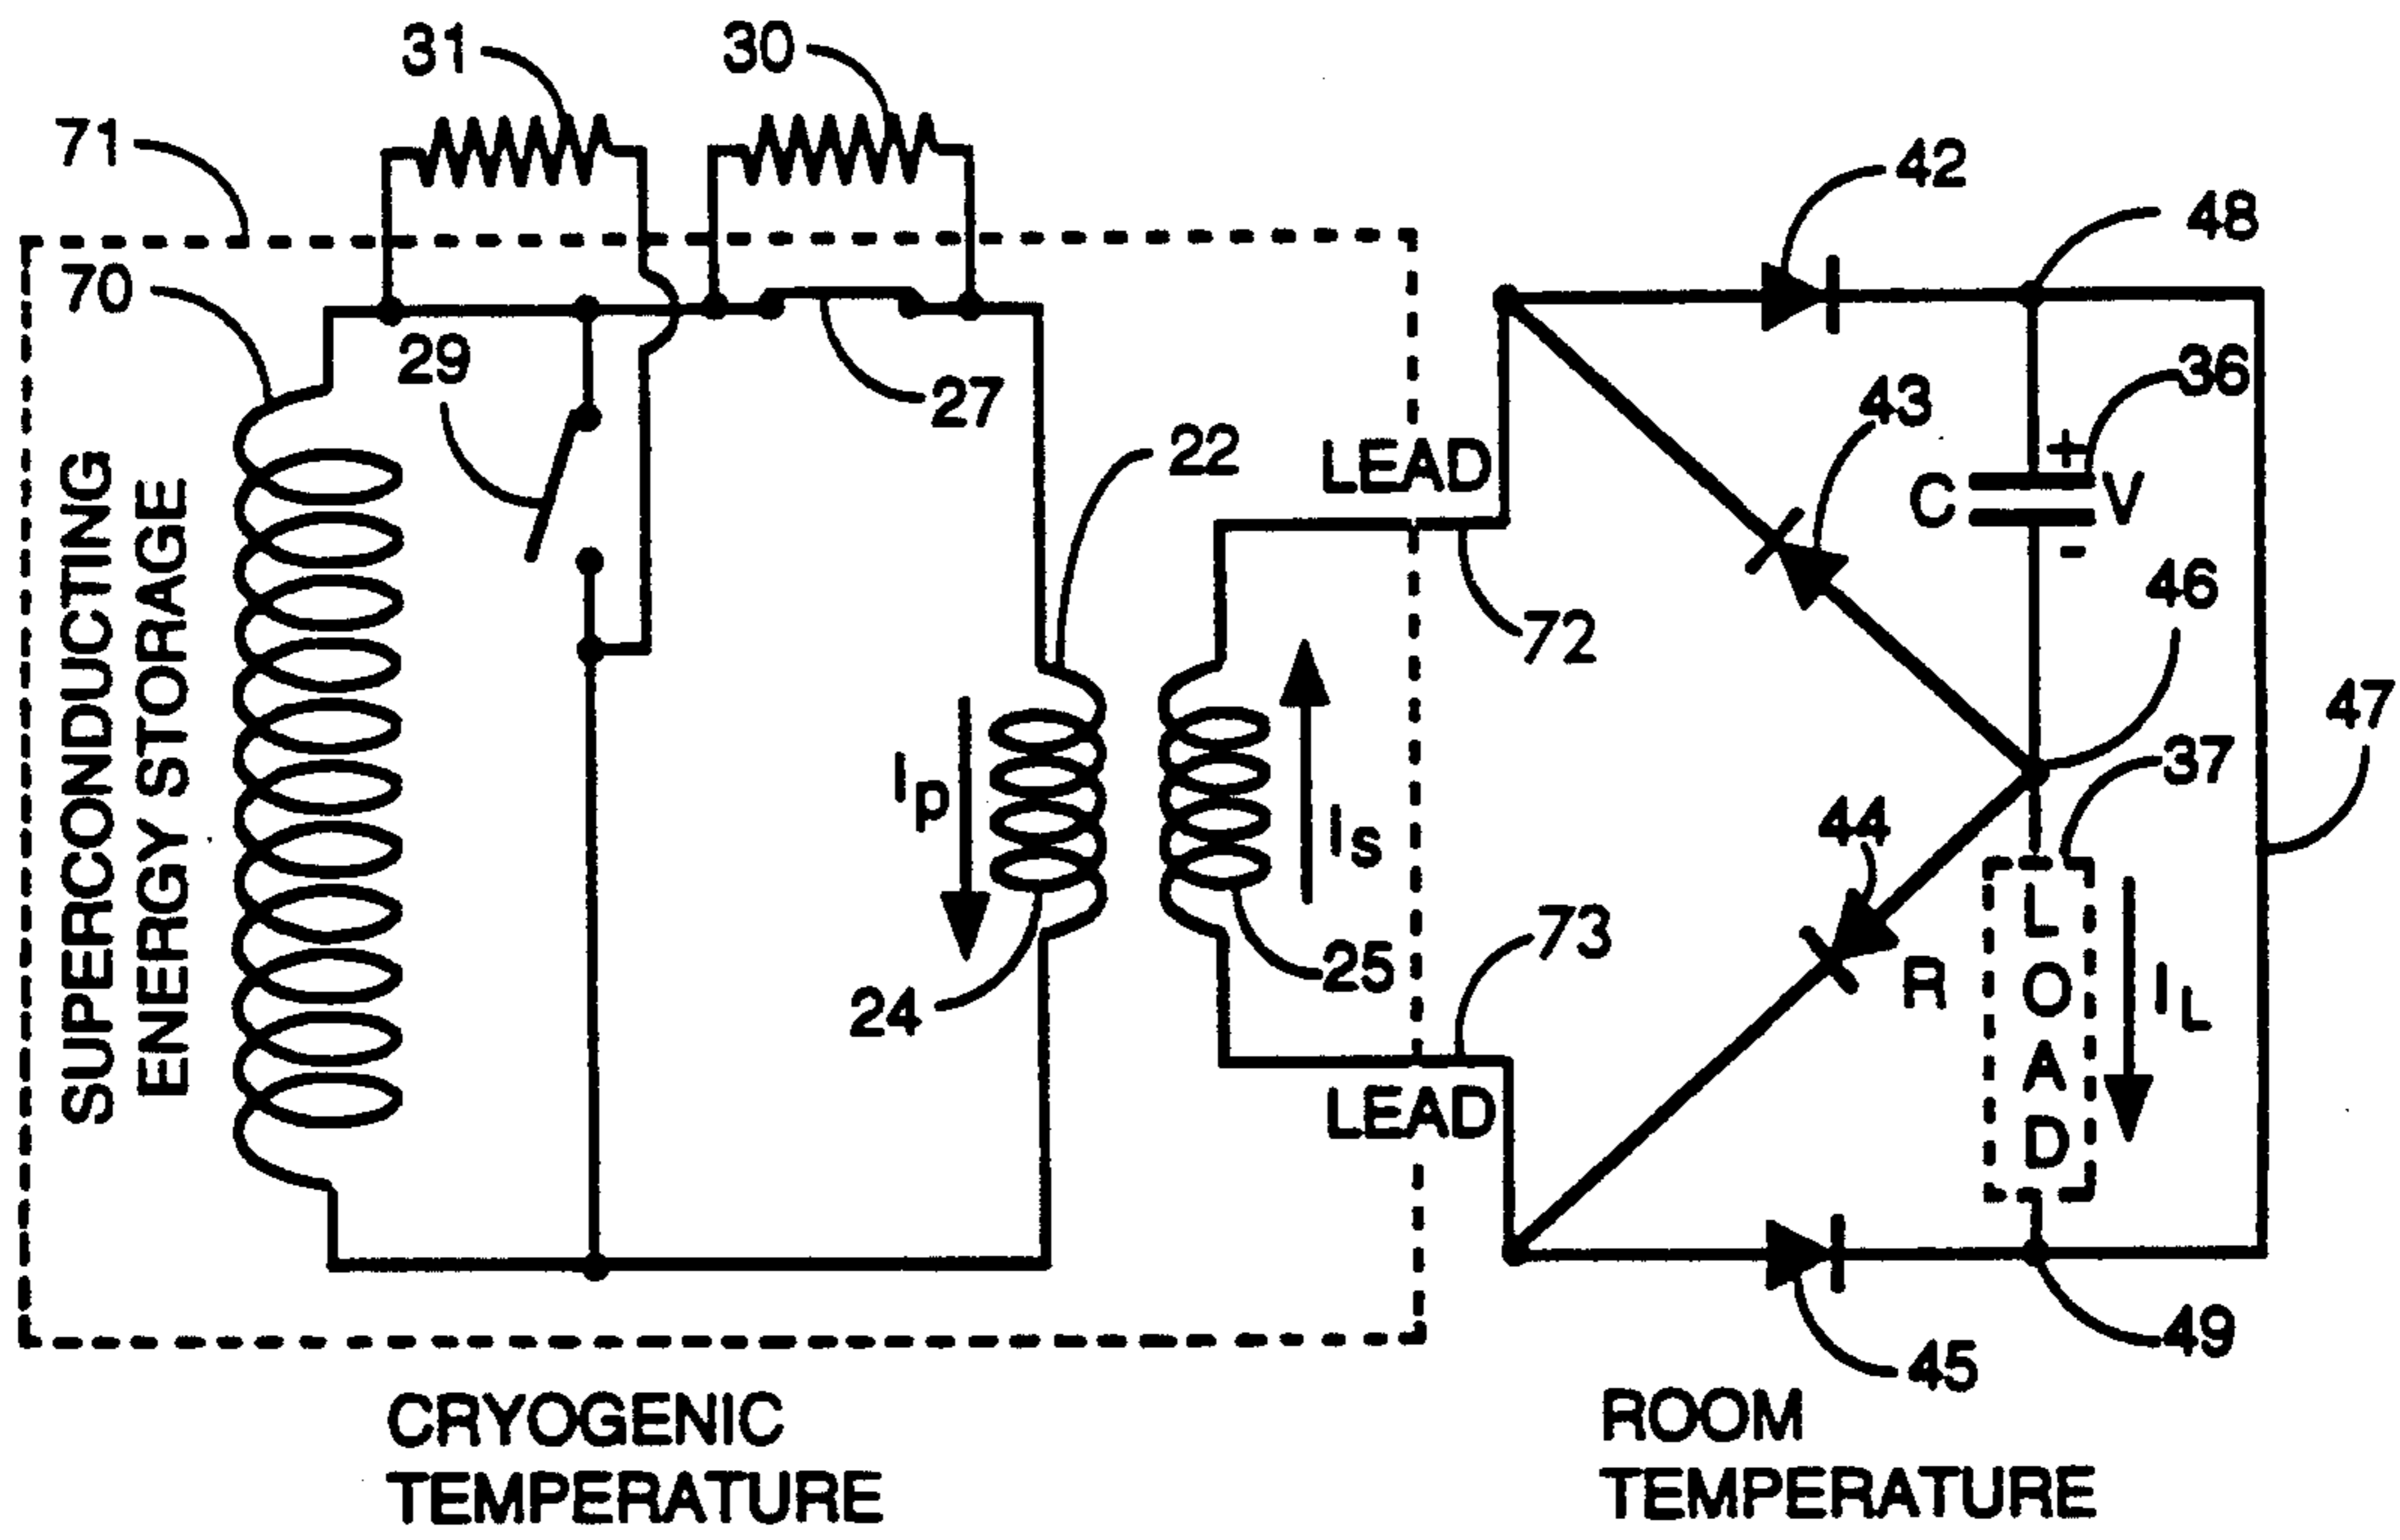 31
30
71
42
48
70
29
27
36
43
22
LEAD
+
C
V
-
46
72
SUPERCONDUCTING
ENERGY STORAGE
47
37
Ip
Is
44
73
LOAD
R
IL
25
24
LEAD
49
45
CRYOGENIC
TEMPERATURE
ROOM
TEMPERATURE